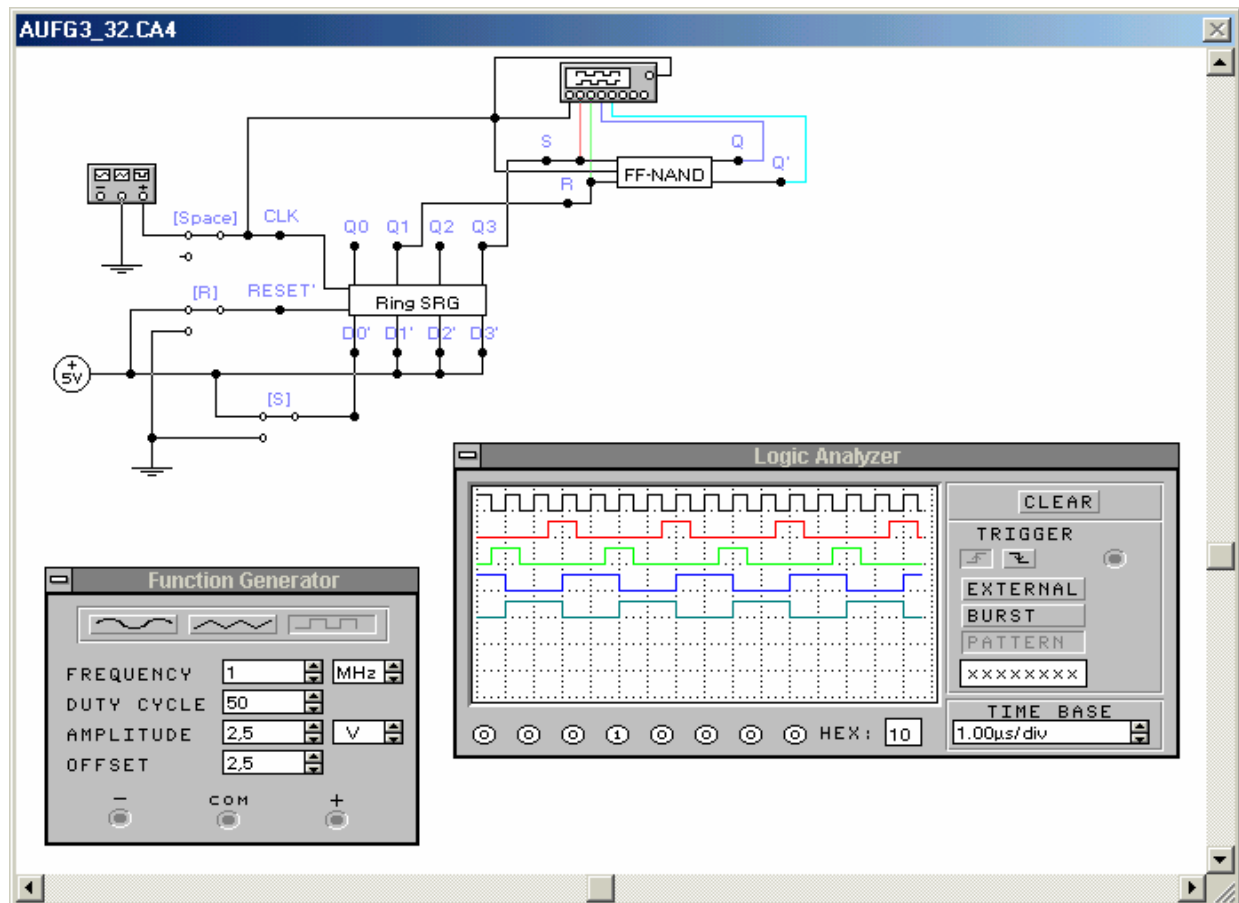 AUFG3_32.CA4
S
Q
Q'
FF-NAND
R
[Space]
CLK
Q0 Q1 Q2 Q3
[R]
RESET'
Ring SRG
D0' D1' D2' D3'
+
5V
[S]
Logic Analyzer
CLEAR
TRIGGER
EXTERNAL
BURST
PATTERN
xxxxxxxx
TIME BASE
1.00µs/div
0 0 0 1 0 0 0 0 HEX: 10
Function Generator
FREQUENCY 1 MHz
DUTY CYCLE 50
AMPLITUDE 2,5 V
OFFSET 2,5
− COM +